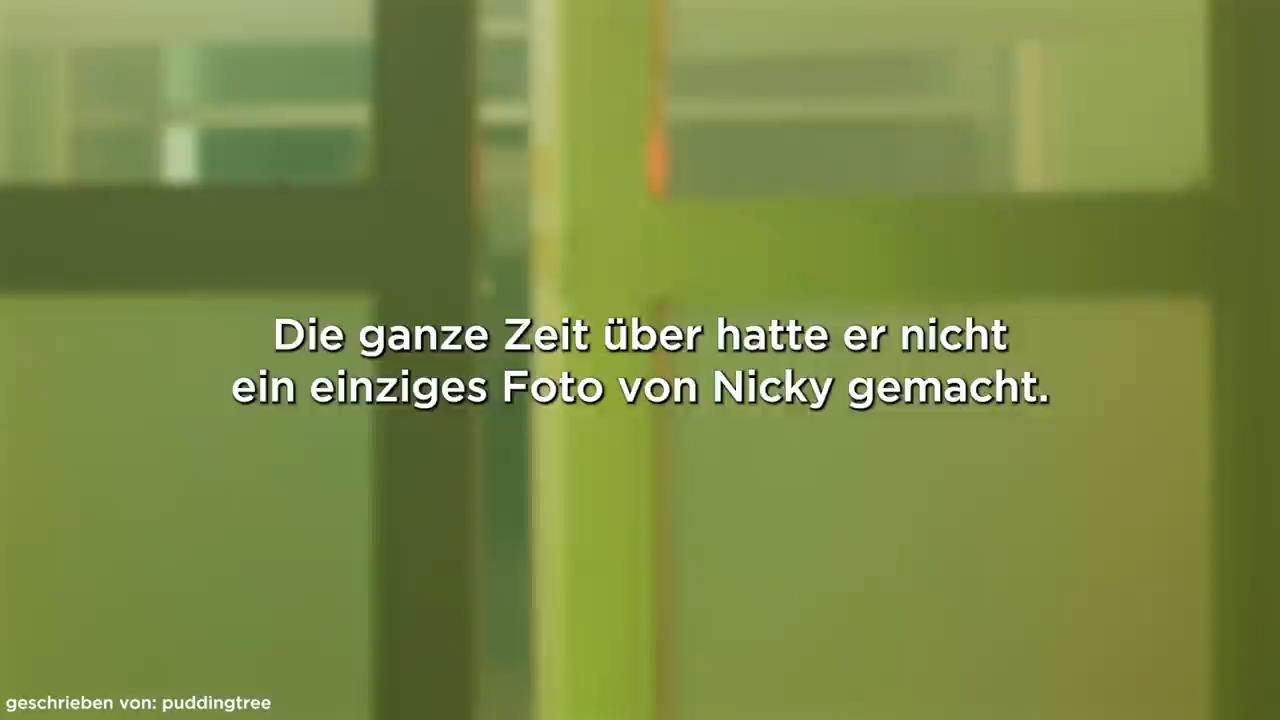 Die ganze Zeit über hatte er nicht
ein einziges Foto von Nicky gemacht.
geschrieben von: puddingtree